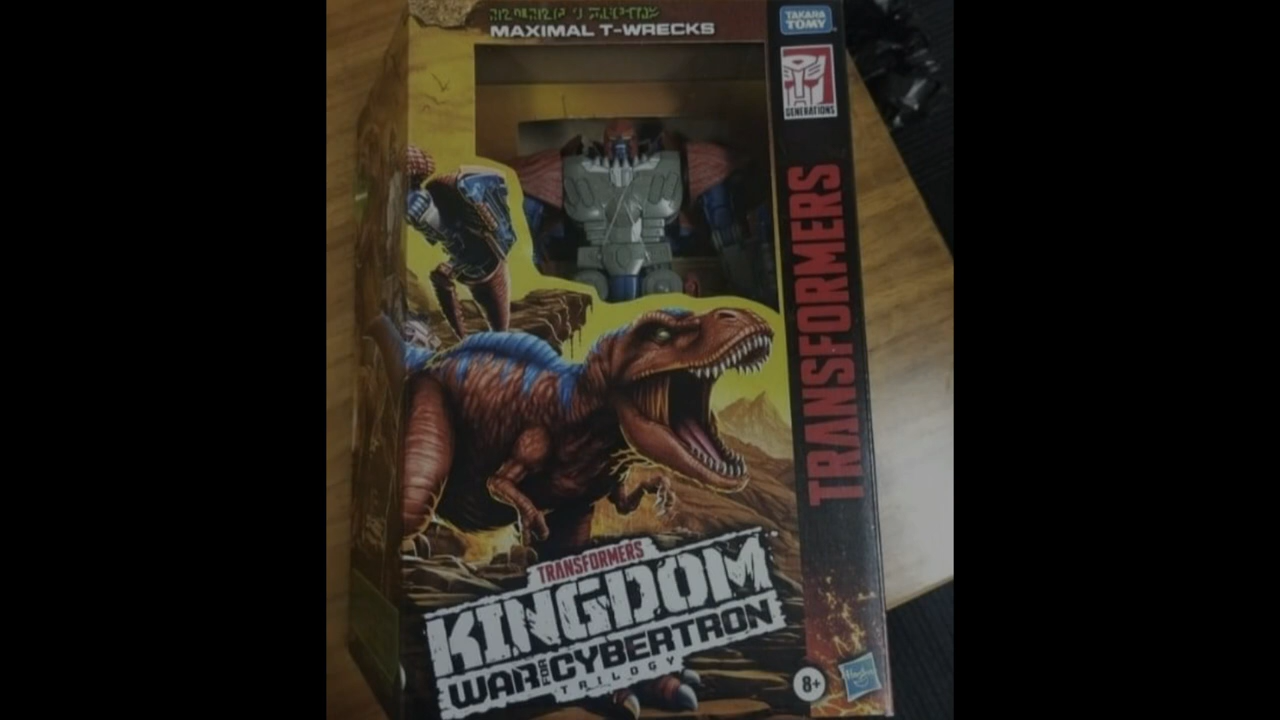 MAXIMAL T-WRECKS
TAKARA
TOMY
GENERATIONS
TRANSFORMERS
TRANSFORMERS
KINGDOM
WAR FOR CYBERTRON
TRILOGY
8+
Hasbro